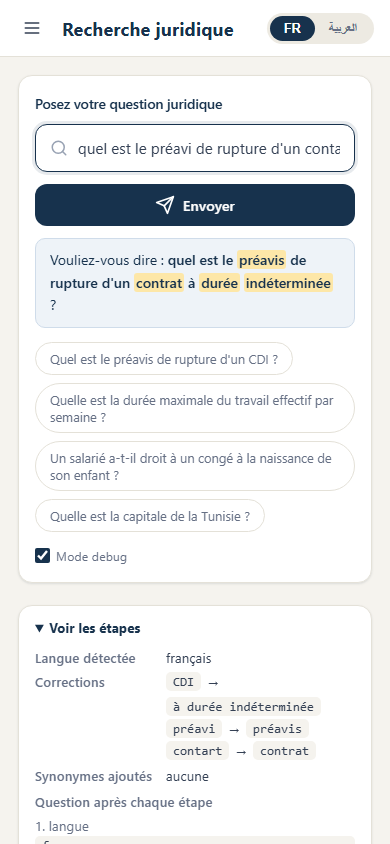 Recherche juridique
FR
العربية
Posez votre question juridique
quel est le préavi de rupture d'un conta
Envoyer
Vouliez-vous dire : quel est le préavis de
rupture d'un contrat à durée indéterminée
?
Quel est le préavis de rupture d'un CDI ?
Quelle est la durée maximale du travail effectif par
semaine ?
Un salarié a-t-il droit à un congé à la naissance de
son enfant ?
Quelle est la capitale de la Tunisie ?
Mode debug
▼ Voir les étapes
Langue détectée français
Corrections CDI →
à durée indéterminée
préavi → préavis
contart → contrat
Synonymes ajoutés aucune
Question après chaque étape
1. langue